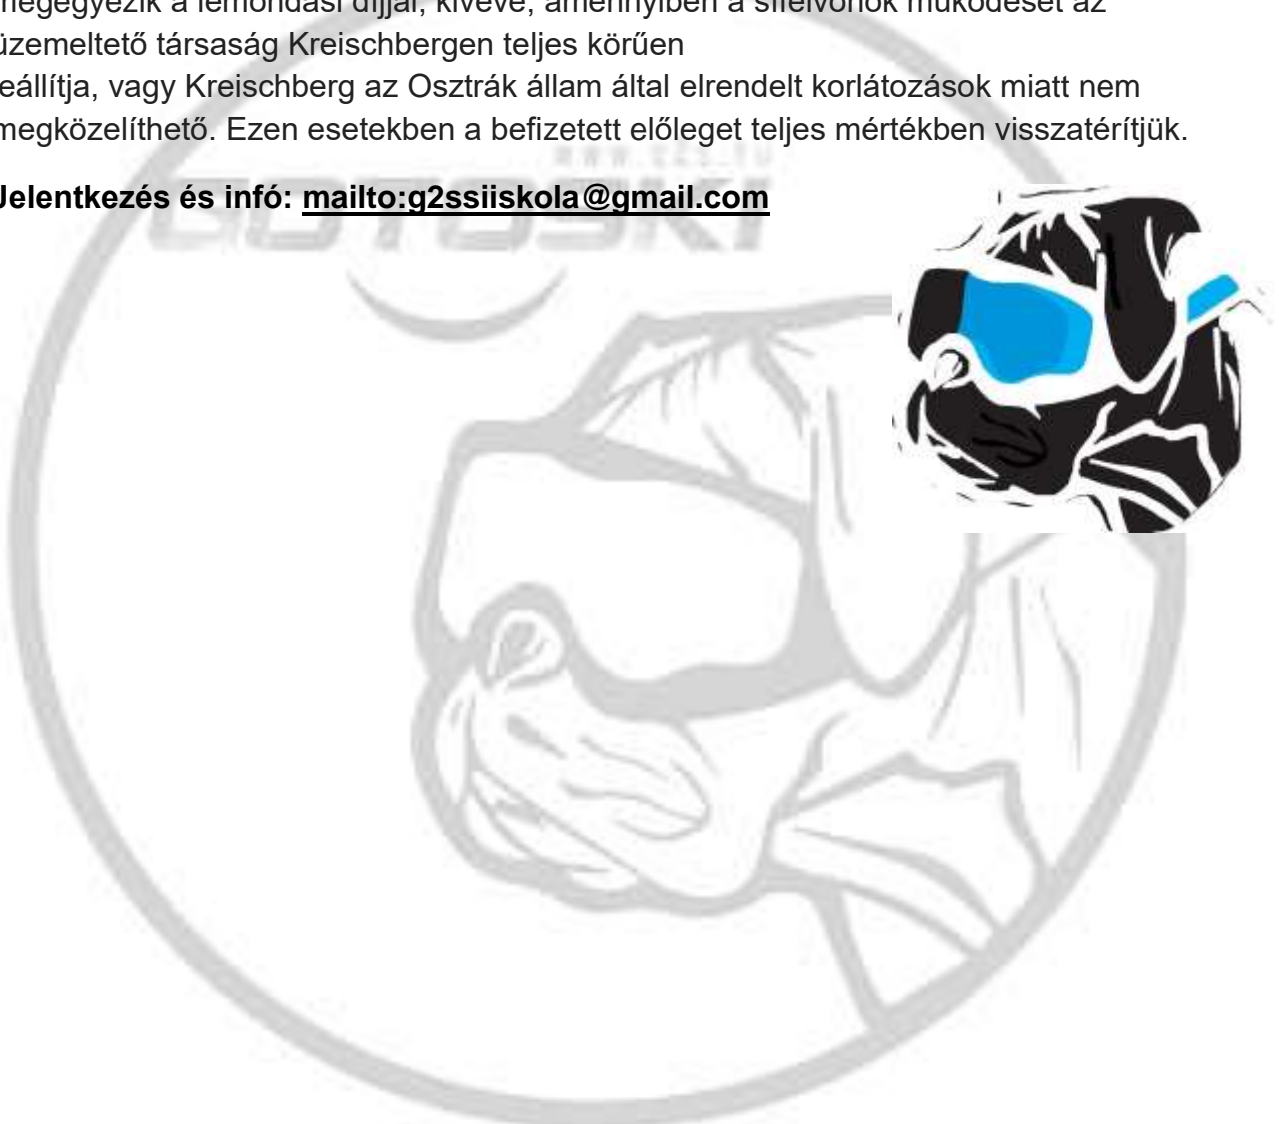 megegyezik a lemondási díjjal, kivéve, amennyiben a sífelvonók működését az
üzemeltető társaság Kreischbergen teljes körűen
leállítja, vagy Kreischberg az Osztrák állam által elrendelt korlátozások miatt nem
megközelíthető. Ezen esetekben a befizetett előleget teljes mértékben visszatérítjük.
Jelentkezés és infó: mailto:g2ssiiskola@gmail.com
GOTOSKI